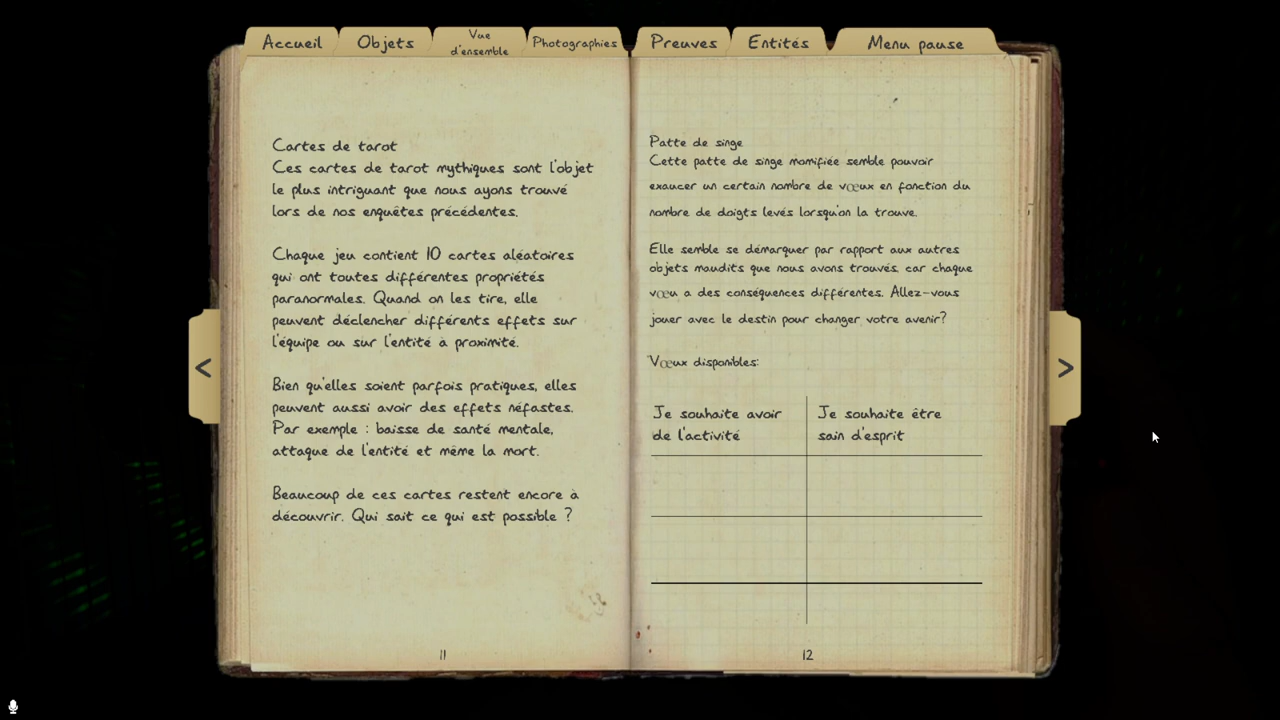 Accueil
Objets
Vue
d'ensemble
Photographies
Preuves
Entités
Menu pause
Cartes de tarot
Ces cartes de tarot mythiques sont l'objet
le plus intriguant que nous ayons trouvé
lors de nos enquêtes précédentes.
Chaque jeu contient 10 cartes aléatoires
qui ont toutes différentes propriétés
paranormales. Quand on les tire, elle
peuvent déclencher différents effets sur
l'équipe ou sur l'entité à proximité.
Bien qu'elles soient parfois pratiques, elles
peuvent aussi avoir des effets néfastes.
Par exemple : baisse de santé mentale,
attaque de l'entité et même la mort.
Beaucoup de ces cartes restent encore à
découvrir. Qui sait ce qui est possible ?
11
Patte de singe
Cette patte de singe momifiée semble pouvoir
exaucer un certain nombre de vœux en fonction du
nombre de doigts levés lorsqu'on la trouve.
Elle semble se démarquer par rapport aux autres
objets maudits que nous avons trouvés, car chaque
vœu a des conséquences différentes. Allez-vous
jouer avec le destin pour changer votre avenir?
Vœux disponibles:
Je souhaite avoir
de l'activité
Je souhaite être
sain d'esprit
12
<
>